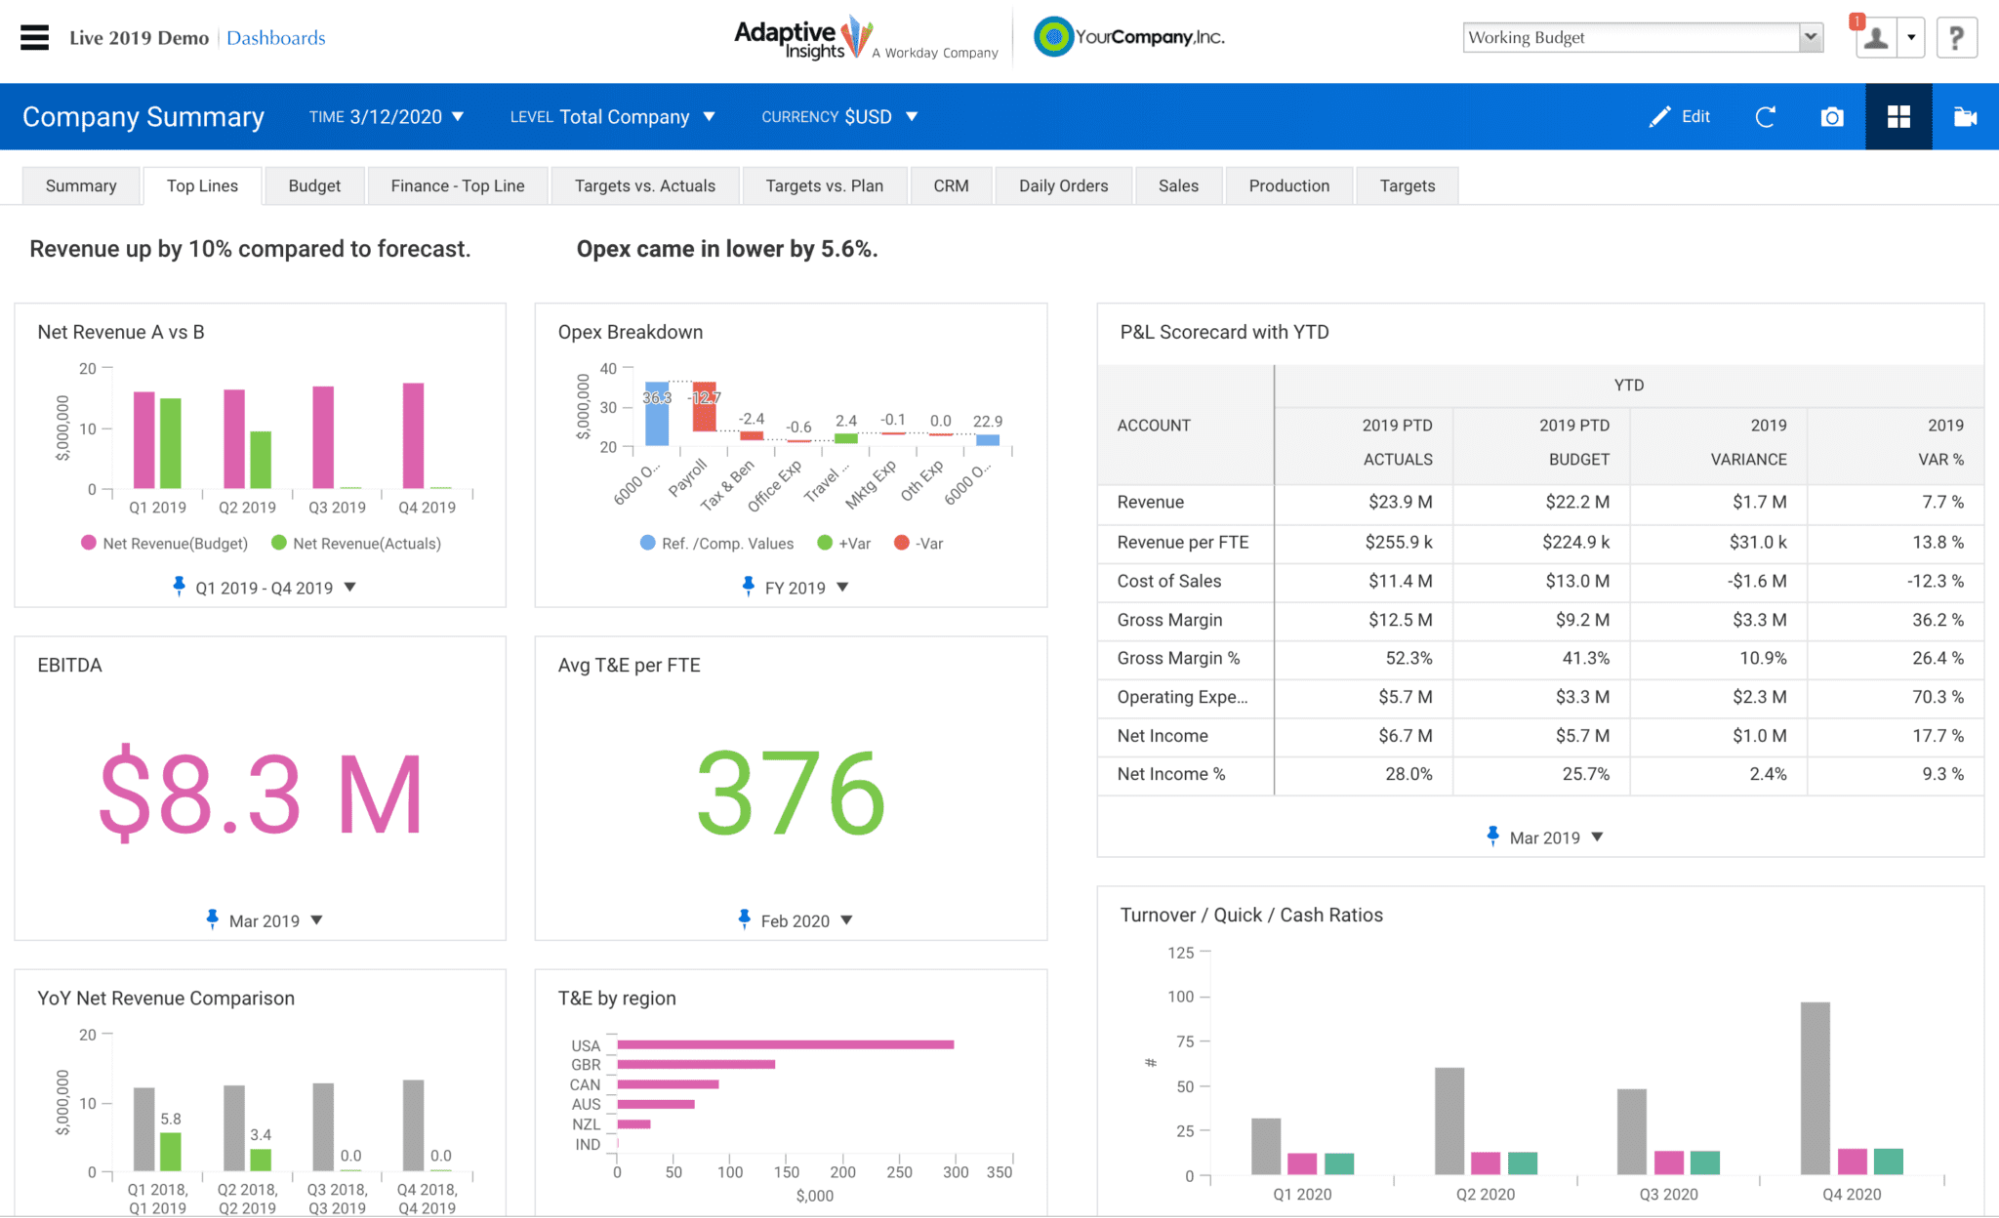 Live 2019 Demo Dashboards
Adaptive Insights A Workday Company
YourCompany,Inc.
Working Budget
1
?
Company Summary
TIME 3/12/2020
LEVEL Total Company
CURRENCY $USD
Edit
Summary Top Lines Budget Finance - Top Line Targets vs. Actuals Targets vs. Plan CRM Daily Orders Sales Production Targets
Revenue up by 10% compared to forecast.
Opex came in lower by 5.6%.
Net Revenue A vs B
20
10
0
$,000,000
Q1 2019 Q2 2019 Q3 2019 Q4 2019
Net Revenue(Budget) Net Revenue(Actuals)
Q1 2019 - Q4 2019
Opex Breakdown
40
30
20
$,000,000
36.3 -12.7 -2.4 -0.6 2.4 -0.1 0.0 22.9
6000 O... Payroll Tax & Ben Office Exp Travel ... Mktg Exp Oth Exp 6000 O...
Ref. /Comp. Values +Var -Var
FY 2019
P&L Scorecard with YTD
YTD
ACCOUNT 2019 PTD ACTUALS 2019 PTD BUDGET 2019 VARIANCE 2019 VAR %
Revenue $23.9 M $22.2 M $1.7 M 7.7 %
Revenue per FTE $255.9 k $224.9 k $31.0 k 13.8 %
Cost of Sales $11.4 M $13.0 M -$1.6 M -12.3 %
Gross Margin $12.5 M $9.2 M $3.3 M 36.2 %
Gross Margin % 52.3% 41.3% 10.9% 26.4 %
Operating Expe... $5.7 M $3.3 M $2.3 M 70.3 %
Net Income $6.7 M $5.7 M $1.0 M 17.7 %
Net Income % 28.0% 25.7% 2.4% 9.3 %
Mar 2019
EBITDA
$8.3 M
Mar 2019
Avg T&E per FTE
376
Feb 2020
YoY Net Revenue Comparison
20
10
0
$,000,000
5.8 3.4 0.0 0.0
Q1 2018, Q2 2018, Q3 2018, Q4 2018,
Q1 2019 Q2 2019 Q3 2019 Q4 2019
T&E by region
USA
GBR
CAN
AUS
NZL
IND
0 50 100 150 200 250 300 350
$,000
Turnover / Quick / Cash Ratios
125
100
75
50
25
0
#
Q1 2020 Q2 2020 Q3 2020 Q4 2020